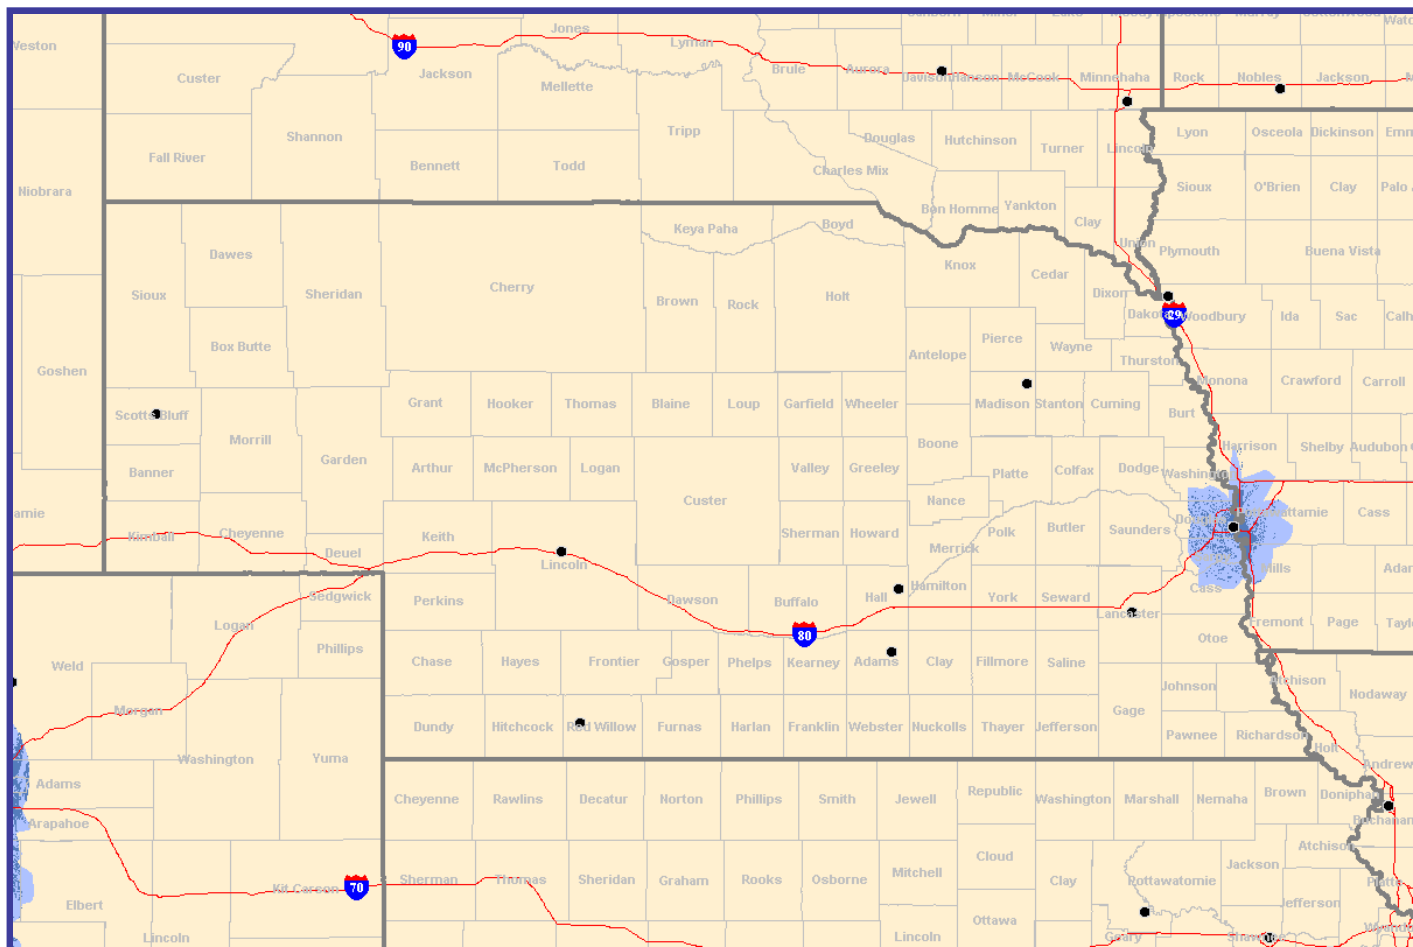 Jones
Lyman
Weston
90
Custer
Jackson
Mellette
Brule
Aurora
Davison
Hanson
McCook
Minnehaha
Rock
Nobles
Jackson
Shannon
Tripp
Douglas
Hutchinson
Turner
Lincoln
Lyon
Osceola
Dickinson
Fall River
Bennett
Todd
Charles Mix
Niobrara
Sioux
O'Brien
Clay
Palo
Bon Homme
Yankton
Clay
Keya Paha
Boyd
Union
Plymouth
Buena Vista
Dawes
Knox
Cedar
Sioux
Sheridan
Cherry
Brown
Rock
Holt
Dixon
Dakota
29
Woodbury
Ida
Sac
Calh
Box Butte
Antelope
Pierce
Wayne
Thurston
Goshen
Monona
Crawford
Carroll
Scotts Bluff
Grant
Hooker
Thomas
Blaine
Loup
Garfield
Wheeler
Madison
Stanton
Cuming
Burt
Morrill
Garden
Boone
Harrison
Shelby
Audubon
Banner
Arthur
McPherson
Logan
Valley
Greeley
Platte
Colfax
Dodge
Washington
Custer
Nance
Kimball
Cheyenne
Keith
Sherman
Howard
Polk
Butler
Saunders
Cass
Deuel
Lincoln
Merrick
Mills
Sedgwick
Perkins
Dawson
Buffalo
Hall
Hamilton
York
Seward
Lancaster
Cass
Logan
80
Otoe
Fremont
Page
Weld
Phillips
Chase
Hayes
Frontier
Gosper
Phelps
Kearney
Adams
Clay
Fillmore
Saline
Johnson
Atchison
Nodaway
Morgan
Dundy
Hitchcock
Red Willow
Furnas
Harlan
Franklin
Webster
Nuckolls
Thayer
Jefferson
Gage
Pawnee
Richardson
Holt
Washington
Yuma
Andrew
Adams
Cheyenne
Rawlins
Decatur
Norton
Phillips
Smith
Jewell
Republic
Washington
Marshall
Nemaha
Brown
Doniphan
Buchanan
Arapahoe
Atchison
Cloud
Sherman
Thomas
Sheridan
Graham
Rooks
Osborne
Mitchell
Clay
Pottawatomie
Jackson
Platte
Kit Carson
70
Elbert
Ottawa
Jefferson
Lincoln
Lincoln
Geary